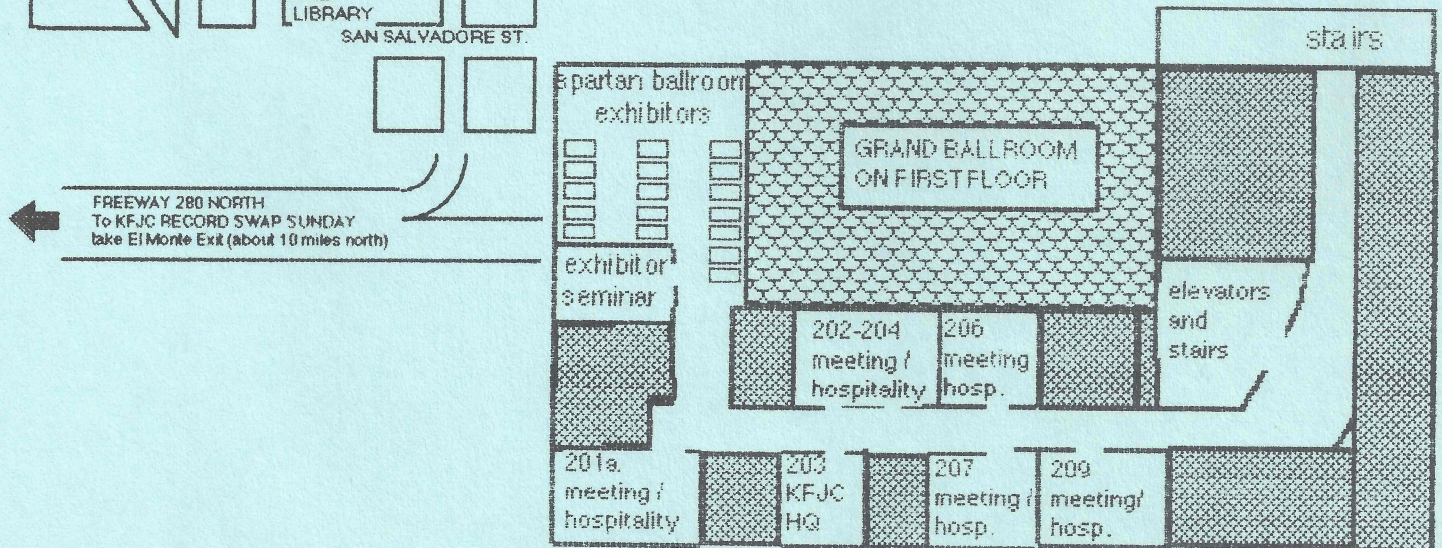 LIBRARY
SAN SALVADORE ST.
stairs
spartan ballroom
exhibitors
GRAND BALLROOM
ON FIRST FLOOR
FREEWAY 280 NORTH
To KFJC RECORD SWAP SUNDAY
take El Monte Exit (about 10 miles north)
exhibitor
seminar
elevators
and
stairs
202-204
meeting /
hospitality
206
meeting
hosp.
201a.
meeting /
hospitality
203
KFJC
HQ
207
meeting /
hosp.
209
meeting/
hosp.